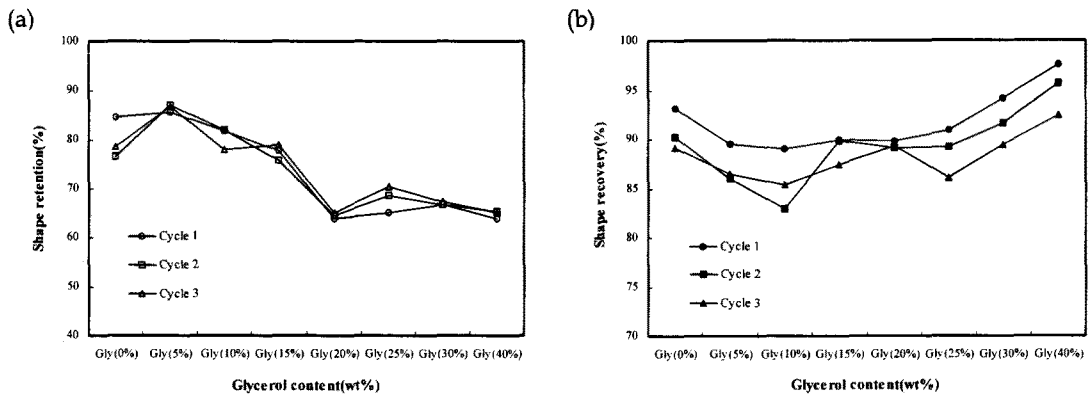 (a)
Shape retention(%)
100
90
80
70
60
50
40
Cycle 1
Cycle 2
Cycle 3
Gly(0%) Gly(5%) Gly(10%) Gly(15%) Gly(20%) Gly(25%) Gly(30%) Gly(40%)
Glycerol content(wt%)
(b)
Shape recovery(%)
100
95
90
85
80
75
70
Cycle 1
Cycle 2
Cycle 3
Gly(0%) Gly(5%) Gly(10%) Gly(15%) Gly(20%) Gly(25%) Gly(30%) Gly(40%)
Glycerol content(wt%)